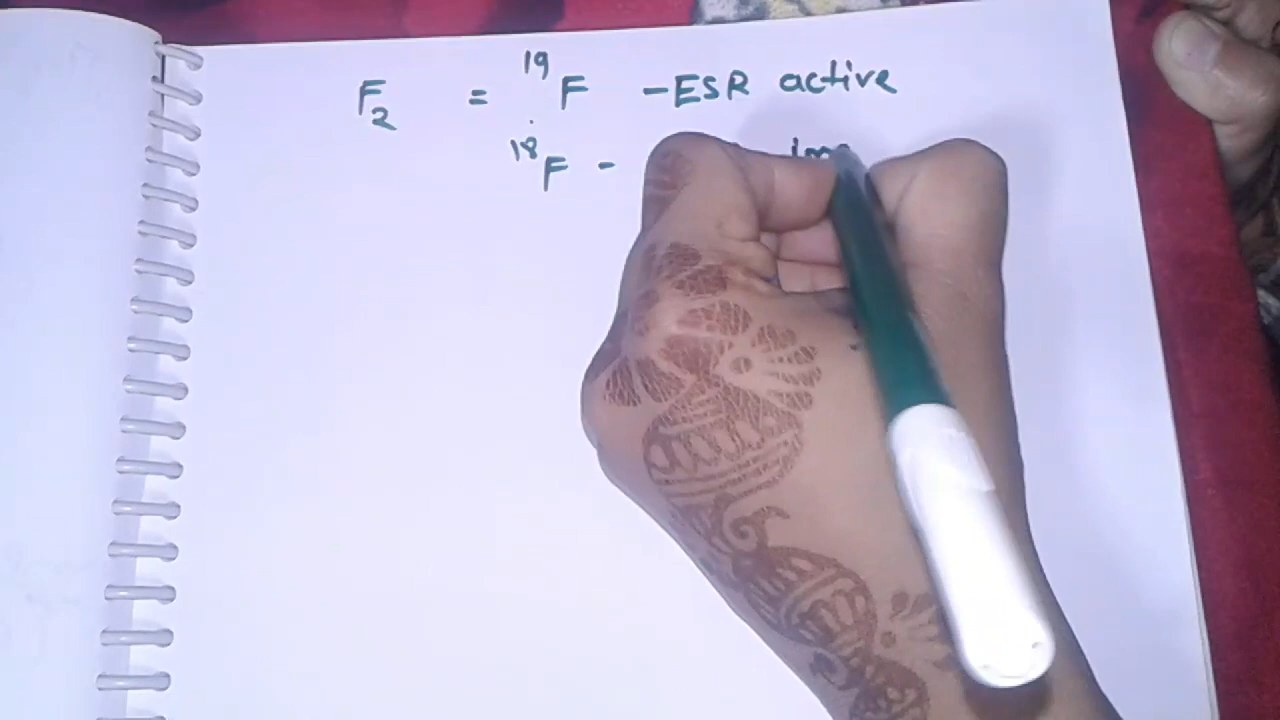 F₂ = ¹⁹F - ESR active
¹⁸F -